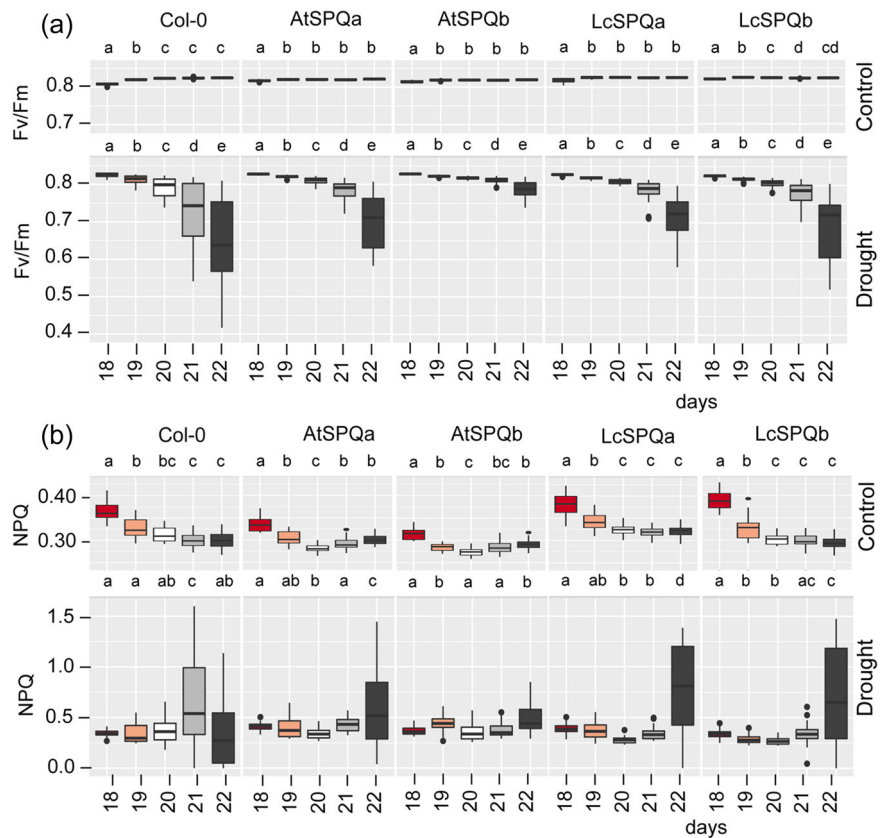 (a) Col-0 AtSPQa AtSPQb LcSPQa LcSPQb
a b c c c a b b b b a b b b b a b b b b a b c d cd
Fv/Fm 0.8 0.7 Control
a b c d e a b c d e a b c d e a b c d e a b c d e
Fv/Fm 0.8 0.7 0.6 0.5 0.4 Drought
18 19 20 21 22 18 19 20 21 22 18 19 20 21 22 18 19 20 21 22 18 19 20 21 22
days
(b) Col-0 AtSPQa AtSPQb LcSPQa LcSPQb
a b bc c c a b c b b a b c bc b a b c c c a b c c c
NPQ 0.40 0.30 Control
a a ab c ab a ab b a c a b a a b a ab b b d a b b ac c
NPQ 1.5 1.0 0.5 0.0 Drought
18 19 20 21 22 18 19 20 21 22 18 19 20 21 22 18 19 20 21 22 18 19 20 21 22
days